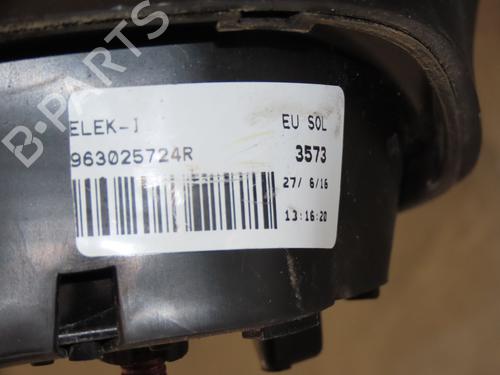 ELEK-I
EU SOL
963025724R
3573
27/ 6/16
13:16:20
B-PARTS